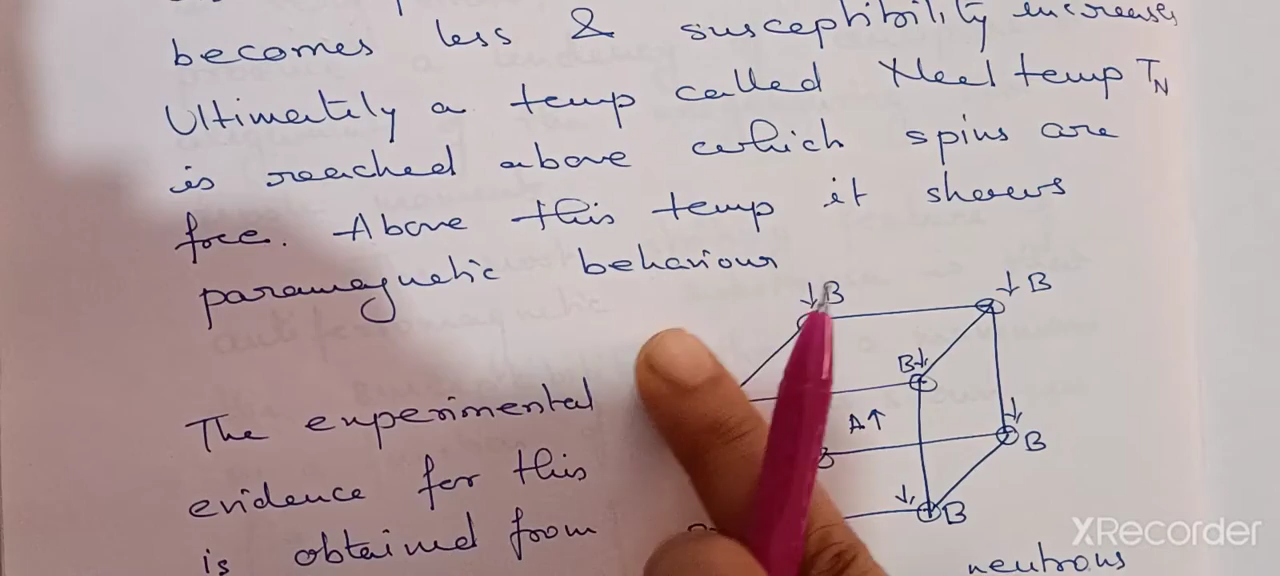 becomes less & susceptibility increases
Ultimately a temp called Neel temp TN
is reached above which spins are
free. Above this temp it shows
paramagnetic behaviour
↓B
↓B
B↓
A↑
↓
B
The experimental
evidence for this
↓
B
is obtained from
neutrons
XRecorder